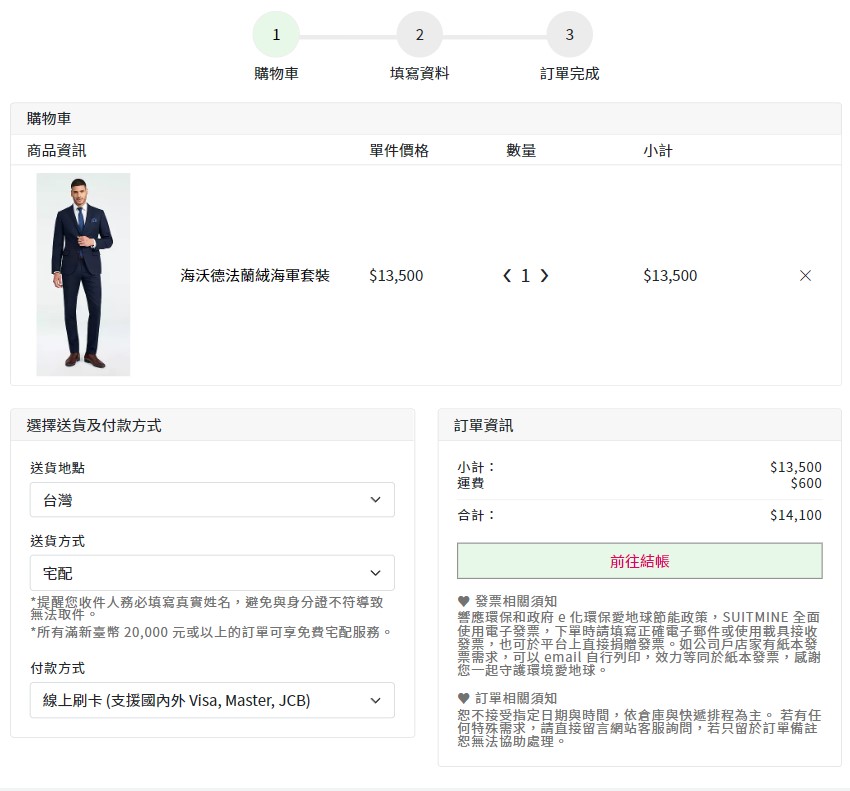 1
2
3
購物車
填寫資料
訂單完成
購物車
商品資訊
單件價格
數量
小計
海沃德法蘭絨海軍套裝
$13,500
1
$13,500
選擇送貨及付款方式
送貨地點
台灣
送貨方式
宅配
*提醒您收件人務必填寫真實姓名，避免與身分證不符導致
無法取件。
*所有滿新臺幣 20,000 元或以上的訂單可享免費宅配服務。
付款方式
線上刷卡 (支援國內外 Visa, Master, JCB)
訂單資訊
小計： $13,500
運費 $600
合計： $14,100
前往結帳
♥ 發票相關須知
響應環保和政府 e 化環保愛地球節能政策，SUITMINE 全面
使用電子發票，下單時請填寫正確電子郵件或使用載具接收
發票，也可於平台上直接捐贈發票。如公司戶店家有紙本發
票需求，可以 email 自行列印，效力等同於紙本發票，感謝
您一起守護環境愛地球。
♥ 訂單相關須知
恕不接受指定日期與時間，依倉庫與快遞排程為主。 若有任
何特殊需求，請直接留言網站客服詢問，若只留於訂單備註
恕無法協助處理。